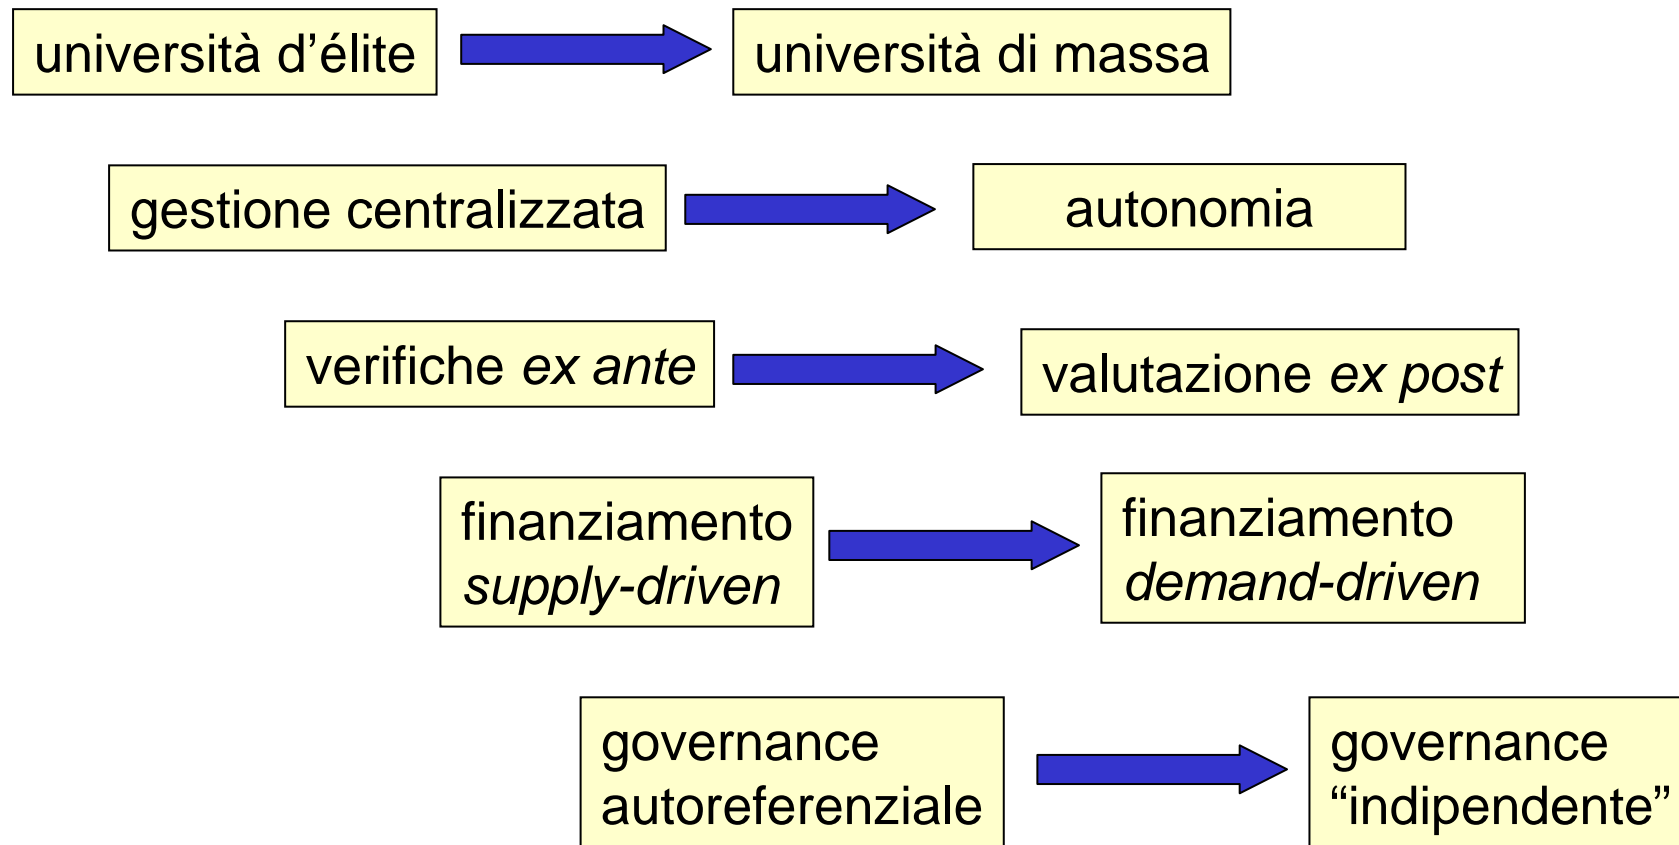 università d’élite
università di massa
gestione centralizzata
autonomia
verifiche ex ante
valutazione ex post
finanziamento
supply-driven
finanziamento
demand-driven
governance
autoreferenziale
governance
“indipendente”